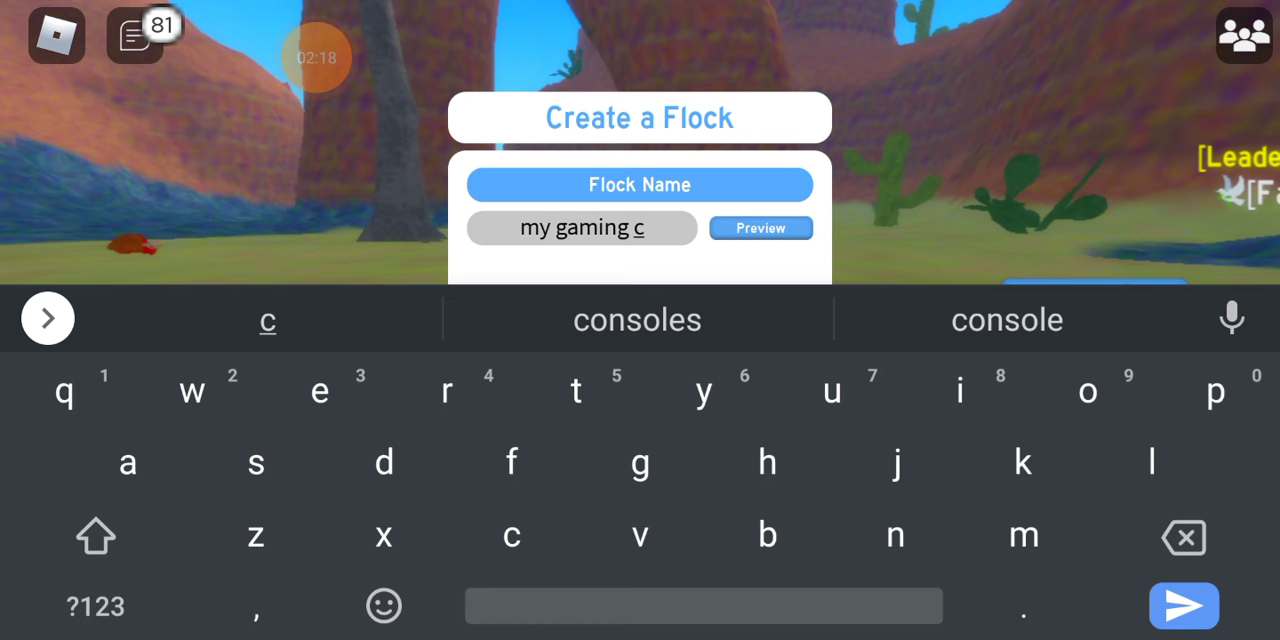 81
02:18
Create a Flock
[Leade
Flock Name
[Fa
my gaming c
Preview
c consoles console
q 1 w 2 e 3 r 4 t 5 y 6 u 7 i 8 o 9 p 0
a s d f g h j k l
z x c v b n m
?123 , .